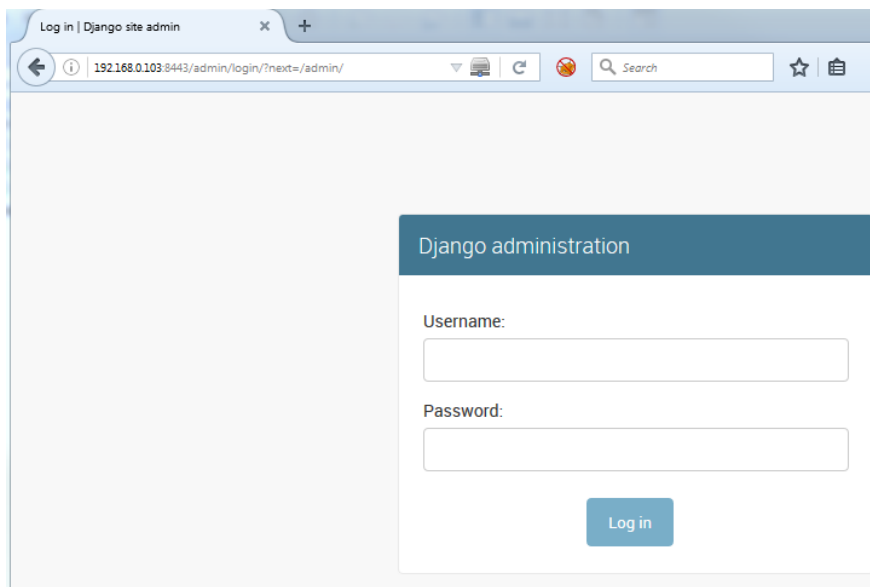 Log in | Django site admin
192.168.0.103:8443/admin/login/?next=/admin/
Search
Django administration
Username:
Password:
Log in